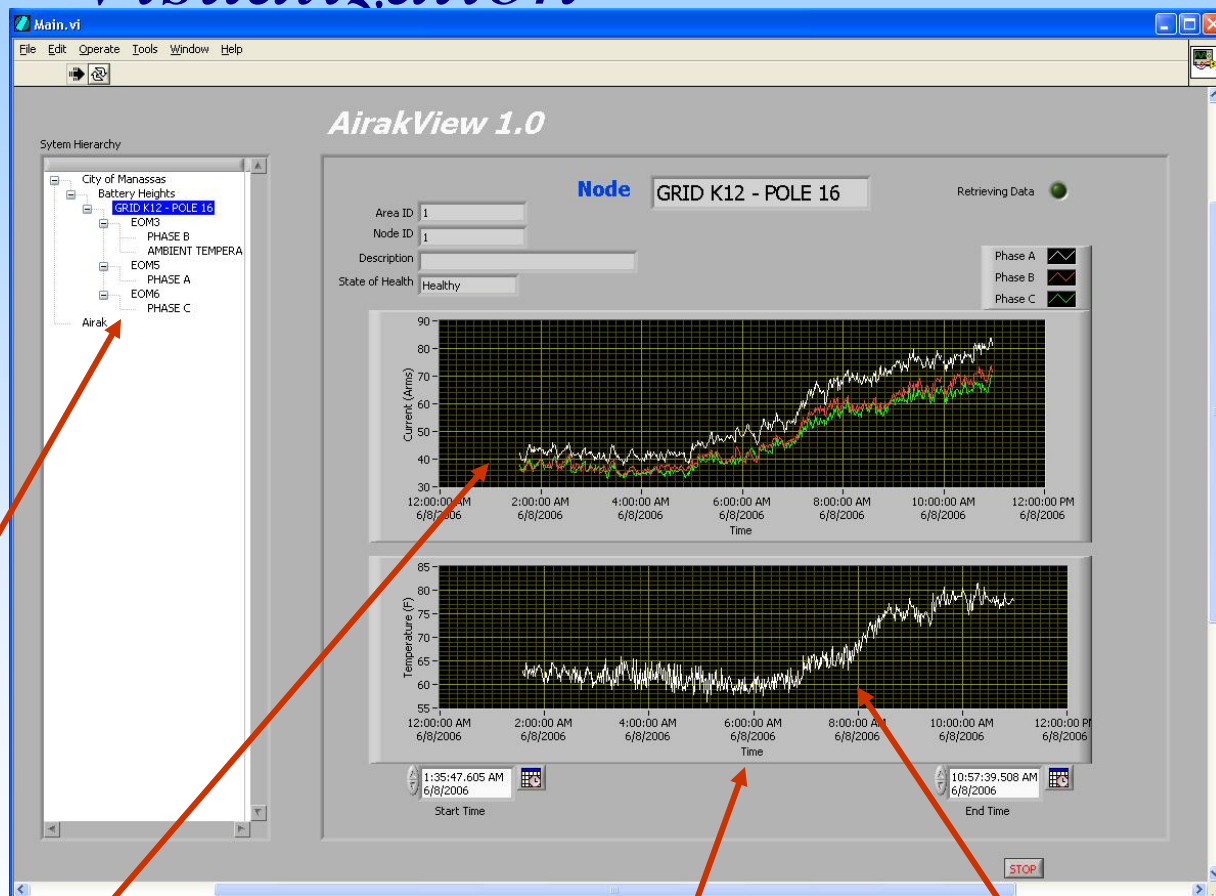 Visualization
Main.vi
File Edit Operate Tools Window Help
AirakView 1.0
Sytem Hierarchy
City of Manassas
Battery Heights
GRID K12 - POLE 16
EOM3
PHASE B
AMBIENT TEMPERA
EOM5
PHASE A
EOM6
PHASE C
Airak
Node GRID K12 - POLE 16
Retrieving Data
Area ID 1
Node ID 1
Description
State of Health Healthy
Phase A
Phase B
Phase C
90
80
70
60
50
40
30
Current (Arms)
12:00:00 AM 2:00:00 AM 4:00:00 AM 6:00:00 AM 8:00:00 AM 10:00:00 AM 12:00:00 PM
6/8/2006 6/8/2006 6/8/2006 6/8/2006 6/8/2006 6/8/2006 6/8/2006
Time
85
80
75
70
65
60
55
Temperature (F)
12:00:00 AM 2:00:00 AM 4:00:00 AM 6:00:00 AM 8:00:00 AM 10:00:00 AM 12:00:00 P
6/8/2006 6/8/2006 6/8/2006 6/8/2006 6/8/2006 6/8/2006 6/8/2006
Time
1:35:47.605 AM
6/8/2006
Start Time
10:57:39.508 AM
6/8/2006
End Time
STOP